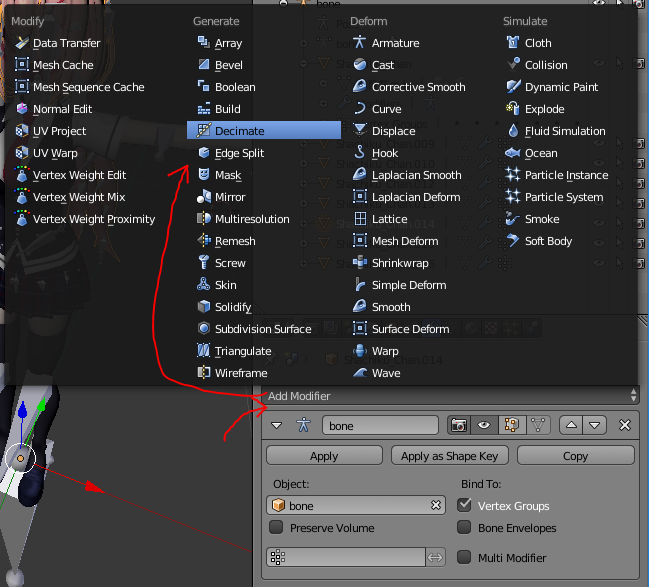 bone
Modify
Data Transfer
Mesh Cache
Mesh Sequence Cache
Normal Edit
UV Project
UV Warp
Vertex Weight Edit
Vertex Weight Mix
Vertex Weight Proximity
Generate
Array
Bevel
Boolean
Build
Decimate
Edge Split
Mask
Mirror
Multiresolution
Remesh
Screw
Skin
Solidify
Subdivision Surface
Triangulate
Wireframe
Deform
Armature
Cast
Corrective Smooth
Curve
Displace
Hook
Laplacian Smooth
Laplacian Deform
Lattice
Mesh Deform
Shrinkwrap
Simple Deform
Smooth
Surface Deform
Warp
Wave
Simulate
Cloth
Collision
Dynamic Paint
Explode
Fluid Simulation
Ocean
Particle Instance
Particle System
Smoke
Soft Body
Add Modifier
bone
Apply
Apply as Shape Key
Copy
Object:
Bind To:
bone
Vertex Groups
Preserve Volume
Bone Envelopes
Multi Modifier